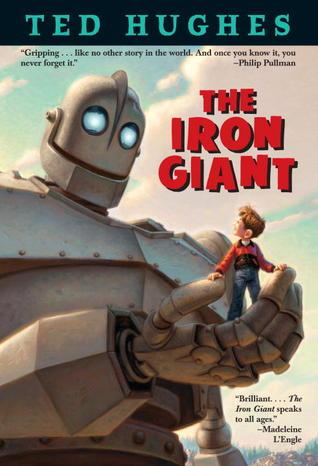 TED HUGHES
“Gripping . . . like no other story in the world. And once you know it, you
never forget it.”
–Philip Pullman
THE
IRON
GIANT
“Brilliant. . . . The
Iron Giant speaks
to all ages.”
–Madeleine
L’Engle